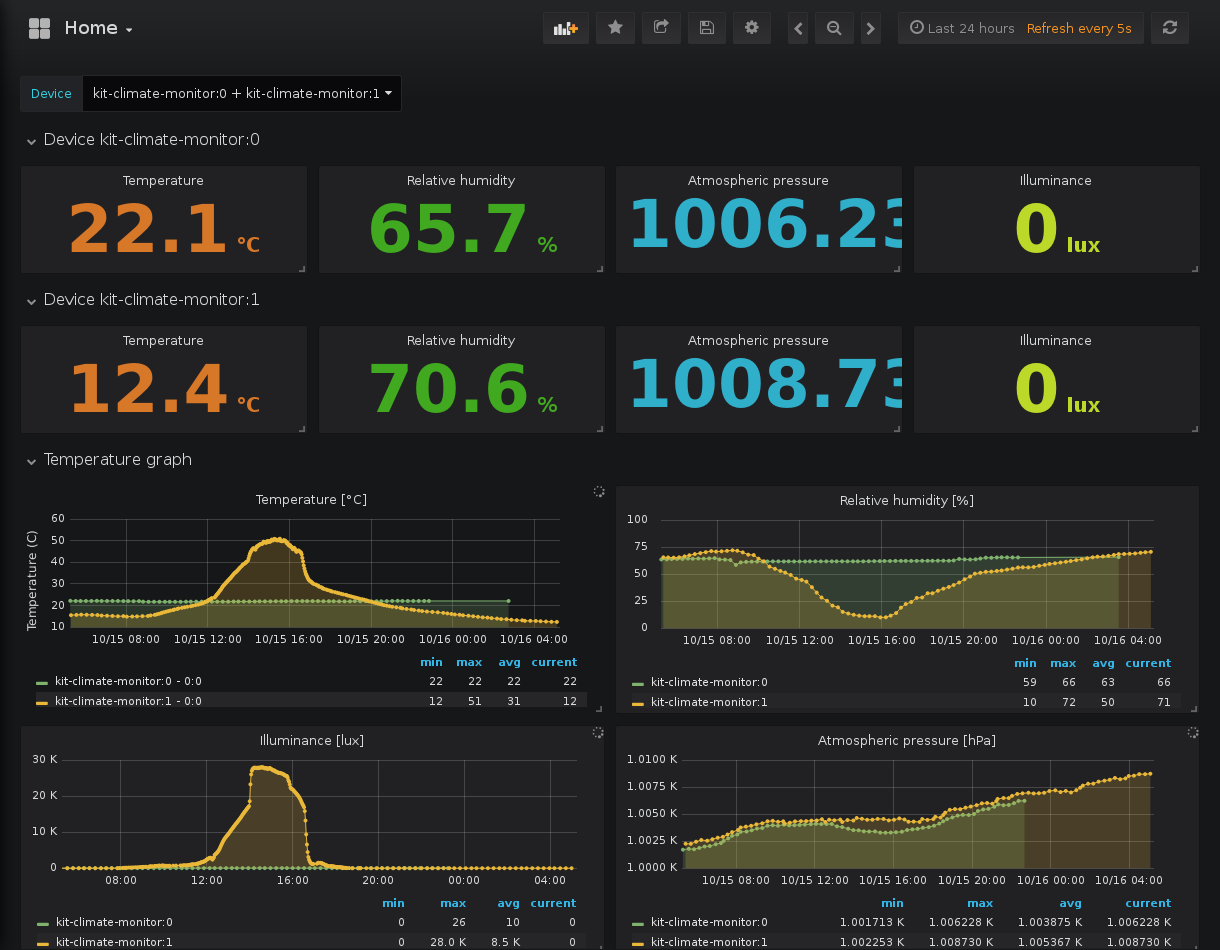 Home
Last 24 hours Refresh every 5s
Device kit-climate-monitor:0 + kit-climate-monitor:1
Device kit-climate-monitor:0
Temperature
22.1 °C
Relative humidity
65.7 %
Atmospheric pressure
1006.23
Illuminance
0 lux
Device kit-climate-monitor:1
Temperature
12.4 °C
Relative humidity
70.6 %
Atmospheric pressure
1008.73
Illuminance
0 lux
Temperature graph
Temperature [°C]
Temperature (C)
60
50
40
30
20
10
10/15 08:00 10/15 12:00 10/15 16:00 10/15 20:00 10/16 00:00 10/16 04:00
min max avg current
kit-climate-monitor:0 - 0:0 22 22 22 22
kit-climate-monitor:1 - 0:0 12 51 31 12
Relative humidity [%]
100
75
50
25
0
10/15 08:00 10/15 12:00 10/15 16:00 10/15 20:00 10/16 00:00 10/16 04:00
min max avg current
kit-climate-monitor:0 59 66 63 66
kit-climate-monitor:1 10 72 50 71
Illuminance [lux]
30 K
20 K
10 K
0
08:00 12:00 16:00 20:00 00:00 04:00
min max avg current
kit-climate-monitor:0 0 26 10 0
kit-climate-monitor:1 0 28.0 K 8.5 K 0
Atmospheric pressure [hPa]
1.0100 K
1.0075 K
1.0050 K
1.0025 K
1.0000 K
10/15 08:00 10/15 12:00 10/15 16:00 10/15 20:00 10/16 00:00 10/16 04:00
min max avg current
kit-climate-monitor:0 1.001713 K 1.006228 K 1.003875 K 1.006228 K
kit-climate-monitor:1 1.002253 K 1.008730 K 1.005367 K 1.008730 K